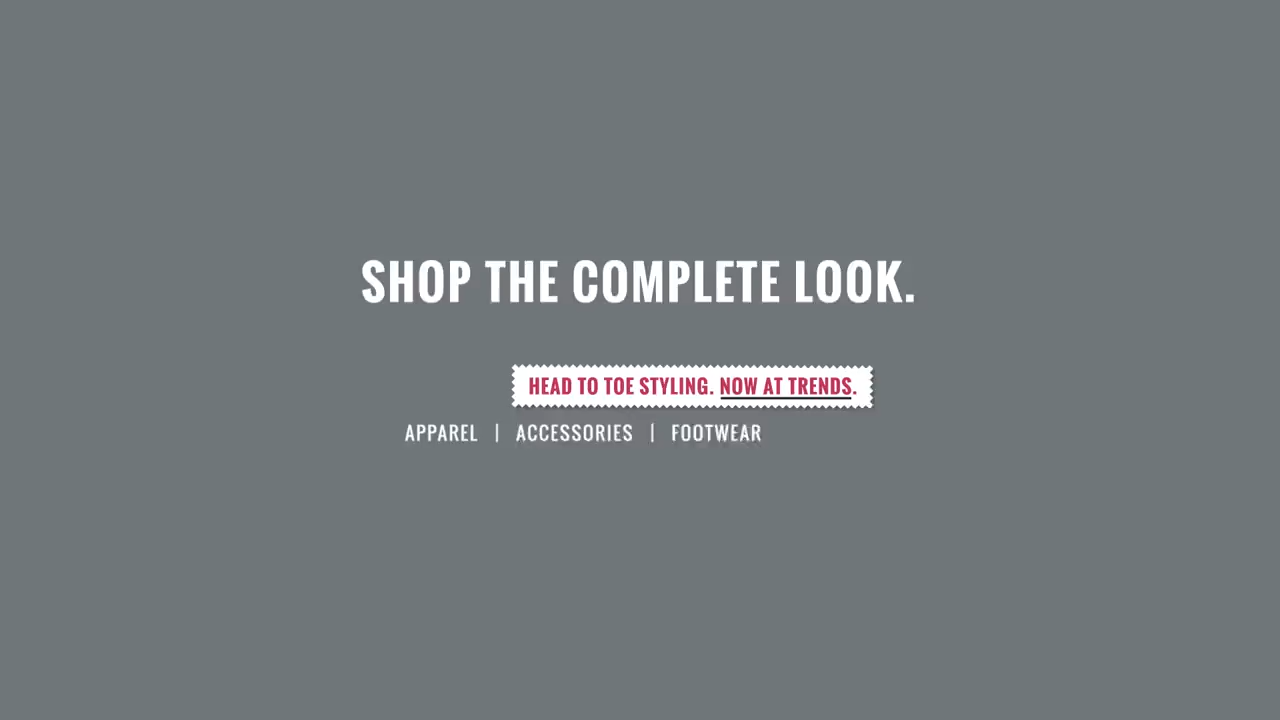 SHOP THE COMPLETE LOOK.
HEAD TO TOE STYLING. NOW AT TRENDS.
APPAREL | ACCESSORIES | FOOTWEAR